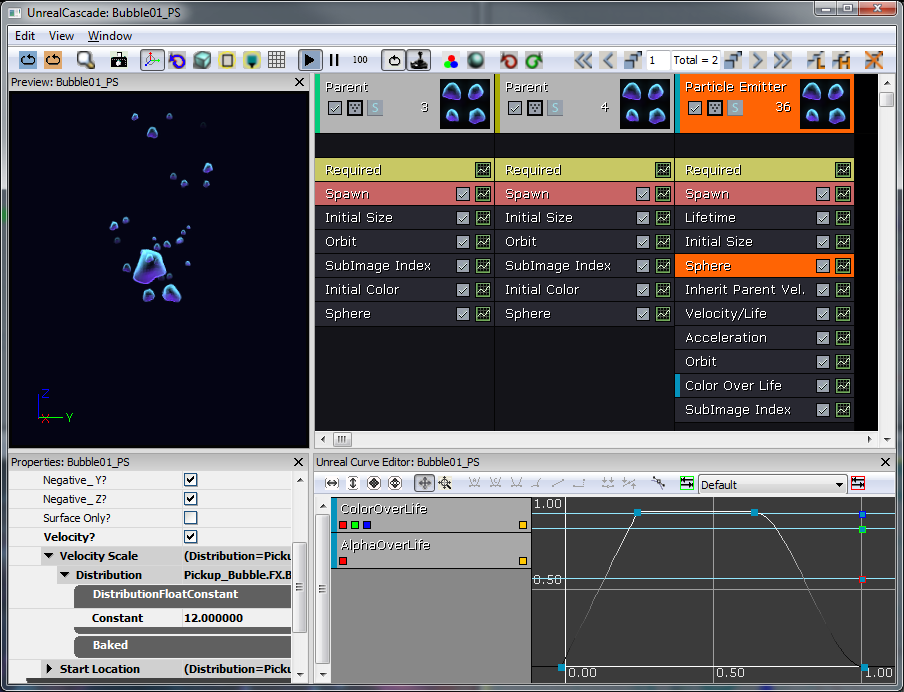 UnrealCascade: Bubble01_PS
Edit View Window
100 1 Total = 2
Preview: Bubble01_PS
Z
X Y
Parent
S 3
Parent
S 4
Particle Emitter
S 36
Required
Spawn
Initial Size
Orbit
SubImage Index
Initial Color
Sphere
Required
Spawn
Initial Size
Orbit
SubImage Index
Initial Color
Sphere
Required
Spawn
Lifetime
Initial Size
Sphere
Inherit Parent Vel.
Velocity/Life
Acceleration
Orbit
Color Over Life
SubImage Index
Properties: Bubble01_PS
Negative_ Y?
Negative_ Z?
Surface Only?
Velocity?
Velocity Scale (Distribution=Picku
Distribution Pickup_Bubble.FX.B
DistributionFloatConstant
Constant 12.000000
Baked
Start Location (Distribution=Picku
Unreal Curve Editor: Bubble01_PS
Default
ColorOverLife
AlphaOverLife
1.00
0.50
0.00 0.50 1.00